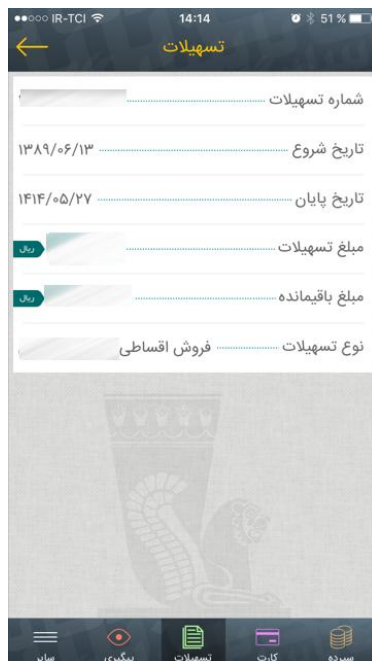 IR-TCI 14:14 51 %
تسهیلات
شماره تسهیلات
تاریخ شروع ۱۳۸۹/۰۶/۱۳
تاریخ پایان ۱۴۱۴/۰۵/۲۷
مبلغ تسهیلات ریال
مبلغ باقیمانده ریال
نوع تسهیلات فروش اقساطی
سپرده کارت تسهیلات پیگیری سایر